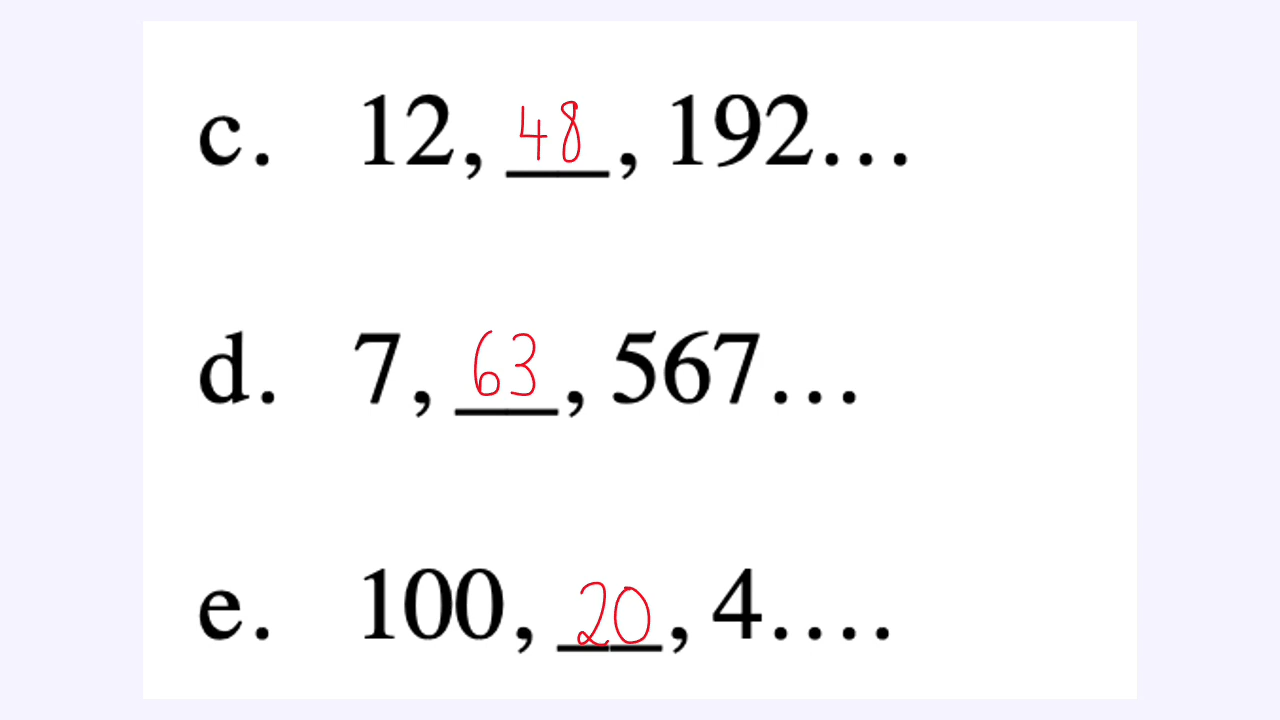 c. 12, 48, 192...
d. 7, 63, 567...
e. 100, 20, 4....